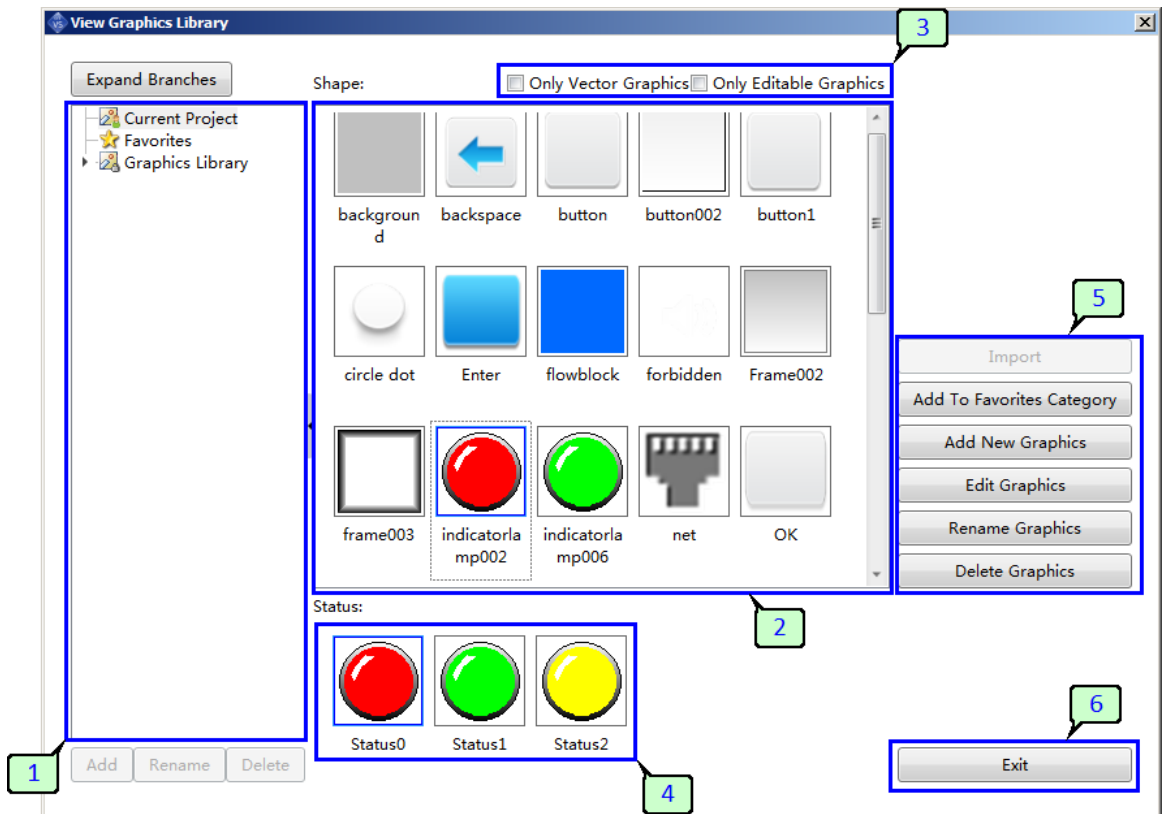 View Graphics Library
3
Expand Branches
Shape:
Only Vector Graphics Only Editable Graphics
Current Project
Favorites
Graphics Library
backgroun
d
backspace
button
button002
button1
circle dot
Enter
flowblock
forbidden
Frame002
5
Import
Add To Favorites Category
Add New Graphics
Edit Graphics
Rename Graphics
Delete Graphics
frame003
indicatorla
mp002
indicatorla
mp006
net
OK
2
Status:
Status0
Status1
Status2
4
1
Add
Rename
Delete
6
Exit